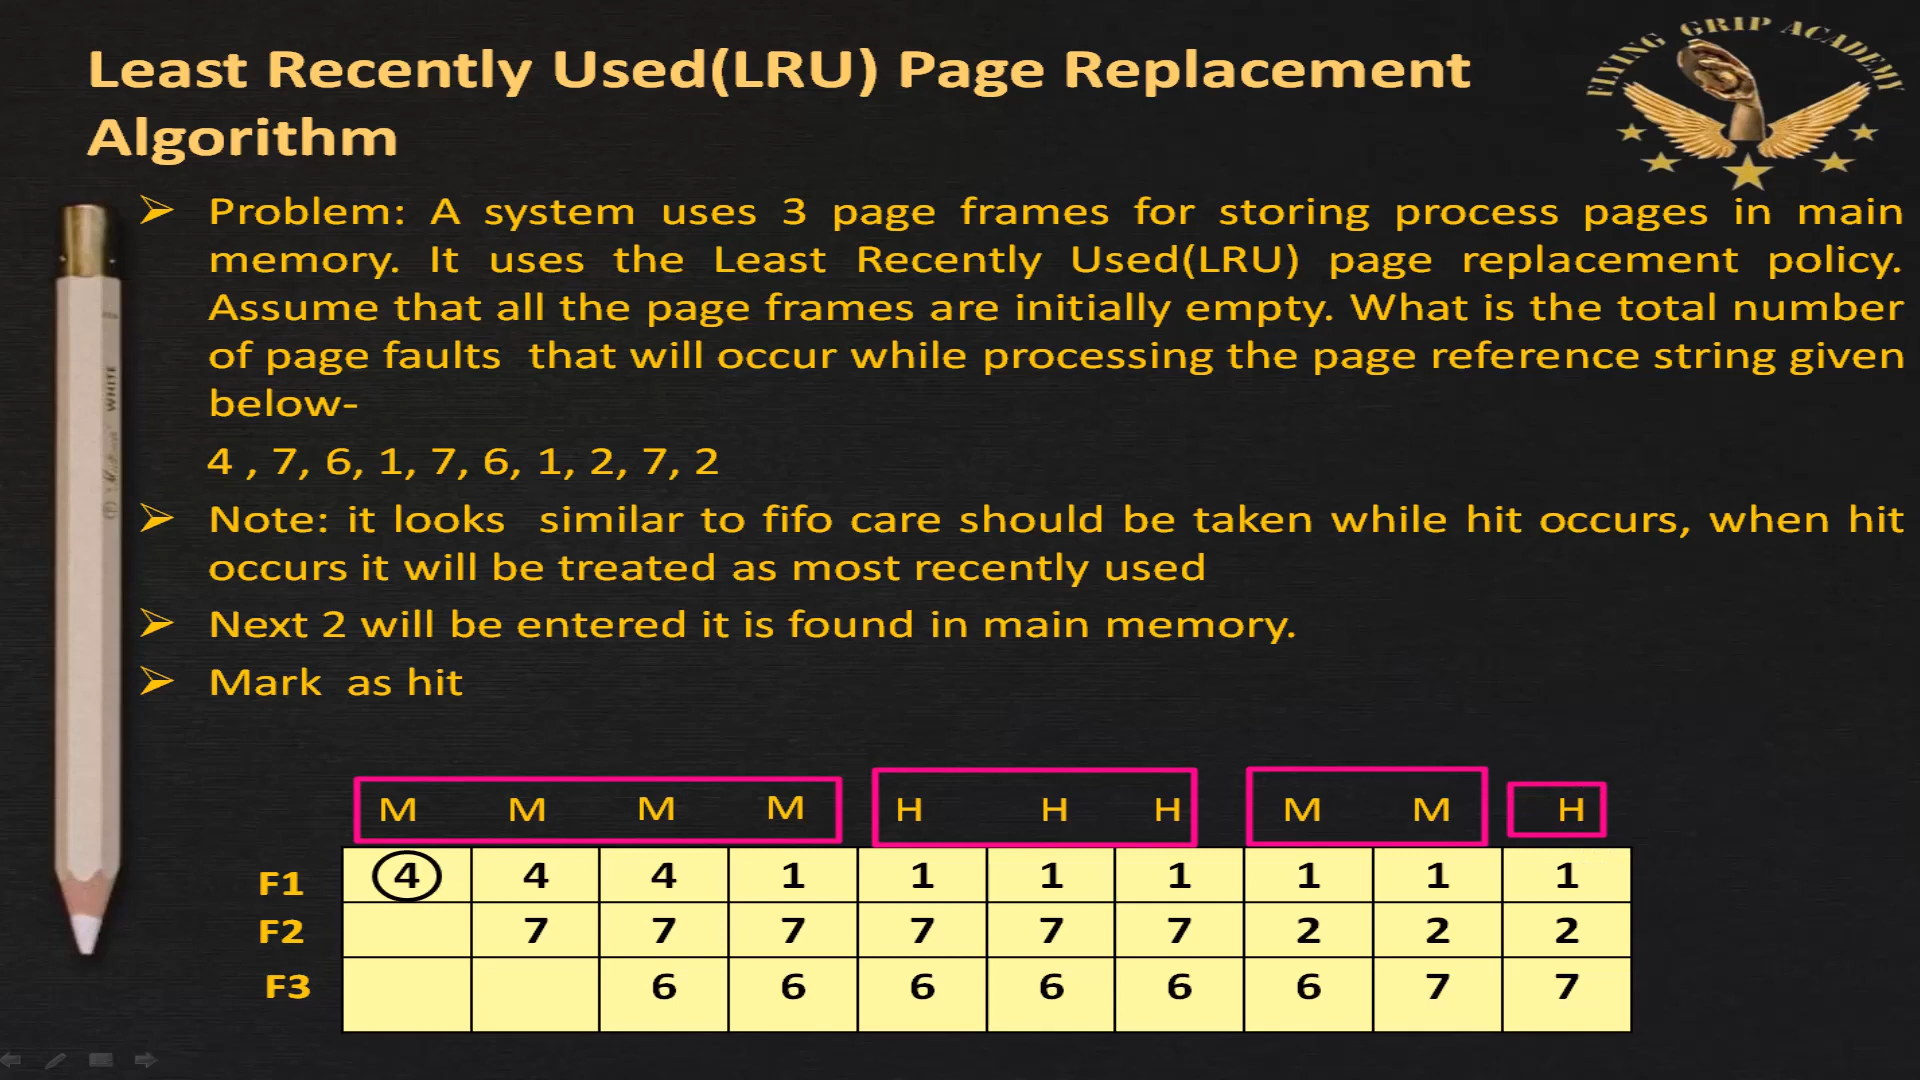 FLYING GRIP ACADEMY
Least Recently Used(LRU) Page Replacement
Algorithm
Problem: A system uses 3 page frames for storing process pages in main
memory. It uses the Least Recently Used(LRU) page replacement policy.
Assume that all the page frames are initially empty. What is the total number
of page faults that will occur while processing the page reference string given
below-
4 , 7, 6, 1, 7, 6, 1, 2, 7, 2
Note: it looks similar to fifo care should be taken while hit occurs, when hit
occurs it will be treated as most recently used
Next 2 will be entered it is found in main memory.
Mark as hit
M M M M H H H M M H
F1 4 4 4 1 1 1 1 1 1 1
F2 7 7 7 7 7 7 2 2 2
F3 6 6 6 6 6 6 7 7
WHITE